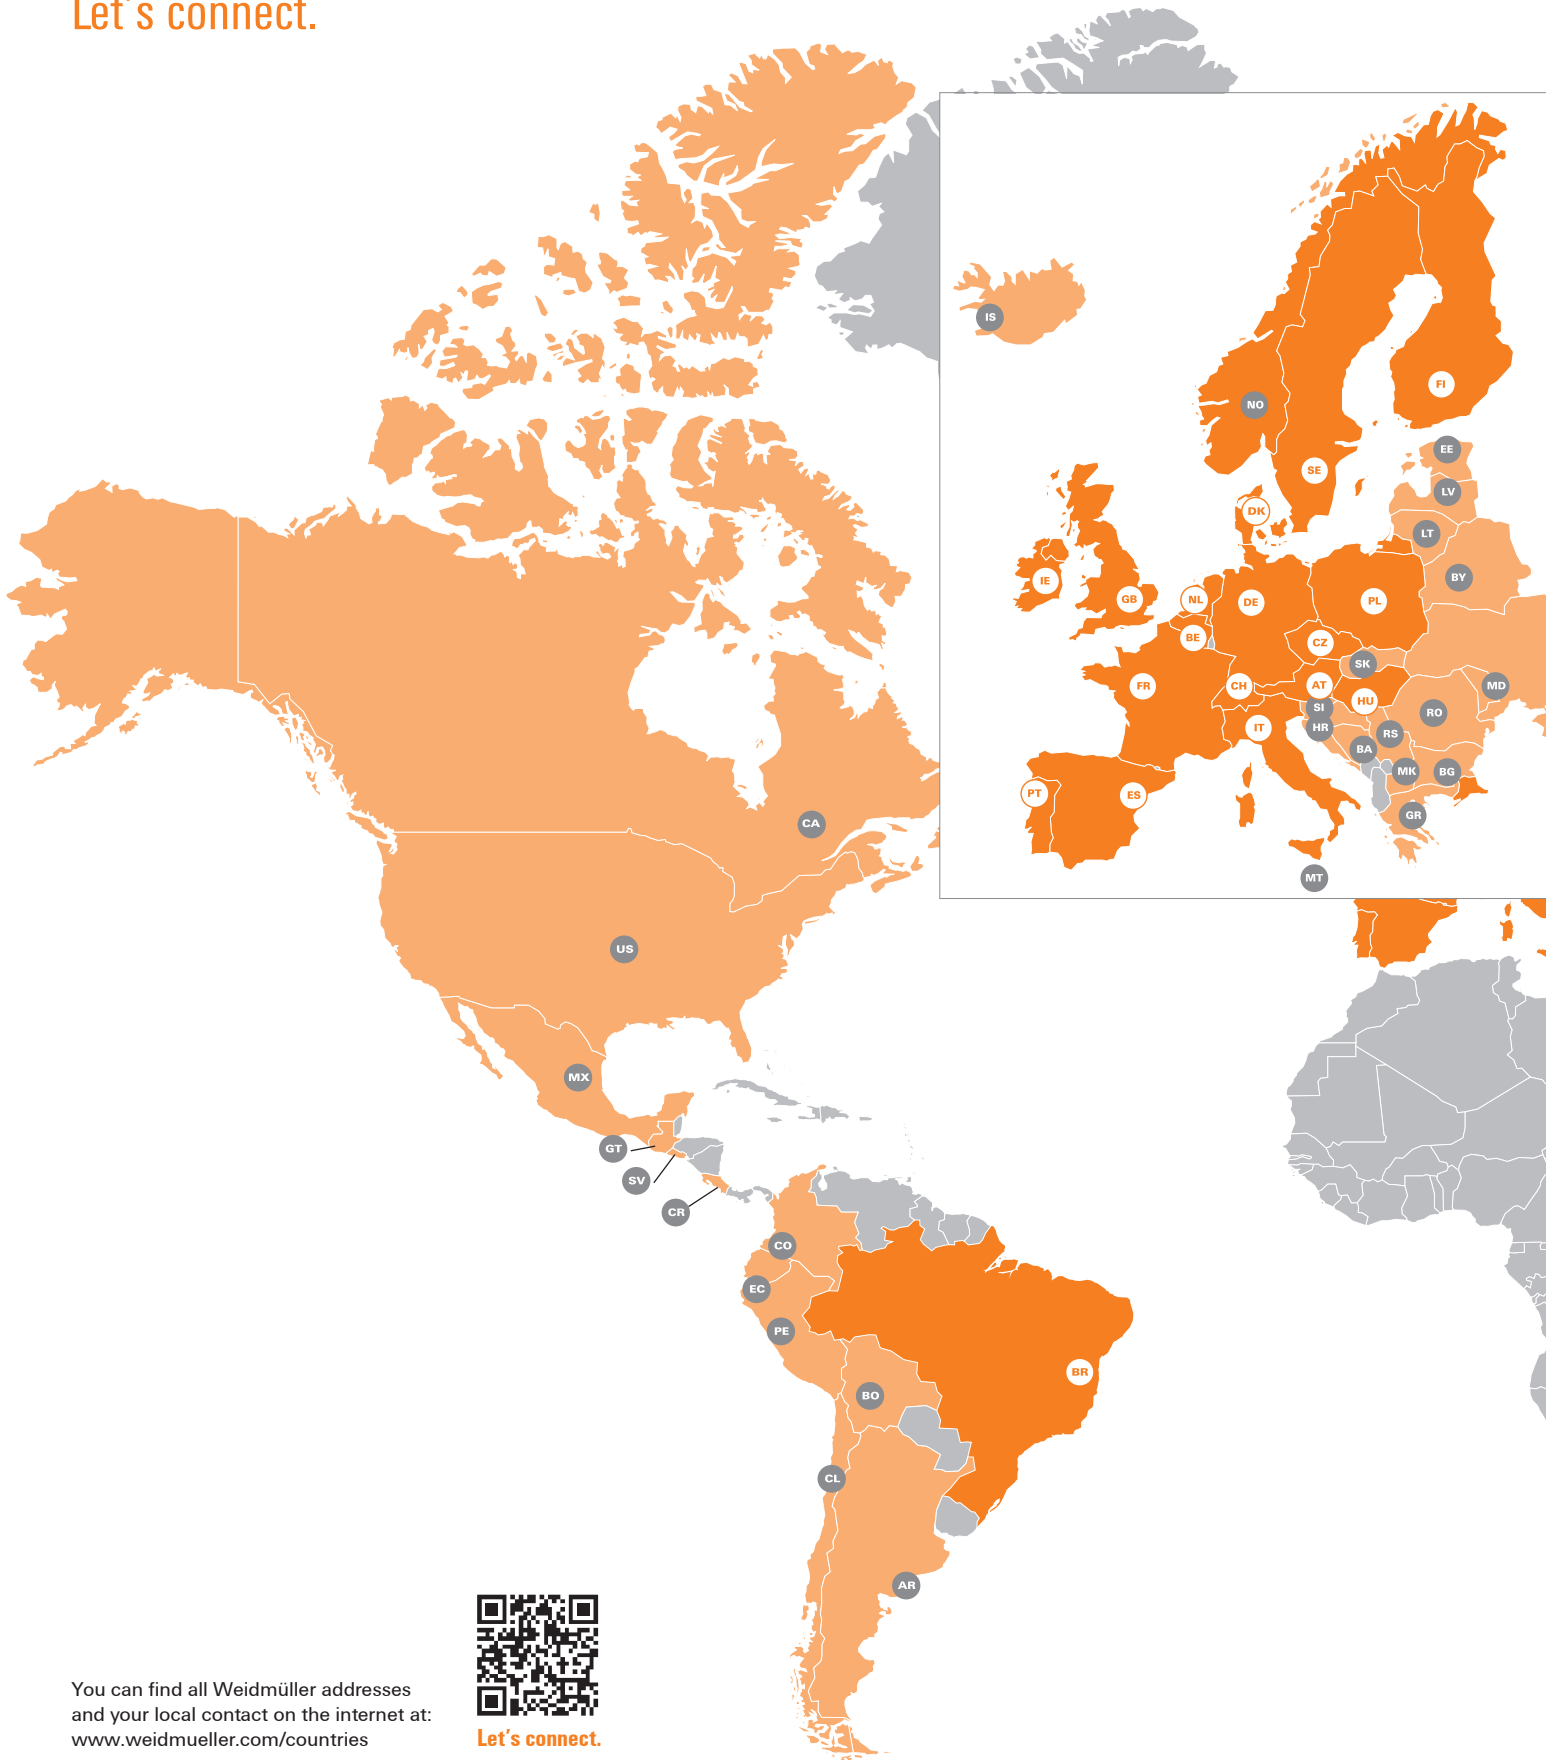 Let's connect.
IS
FI
NO
EE
SE
LV
DK
LT
BY
IE
GB
NL
DE
PL
BE
CZ
SK
FR
CH
AT
MD
HU
SI
RO
HR
IT
RS
BA
MK
BG
PT
ES
GR
CA
MT
US
MX
GT
SV
CR
CO
EC
PE
BR
BO
CL
AR
You can find all Weidmüller addresses
and your local contact on the internet at:
www.weidmueller.com/countries
Let's connect.